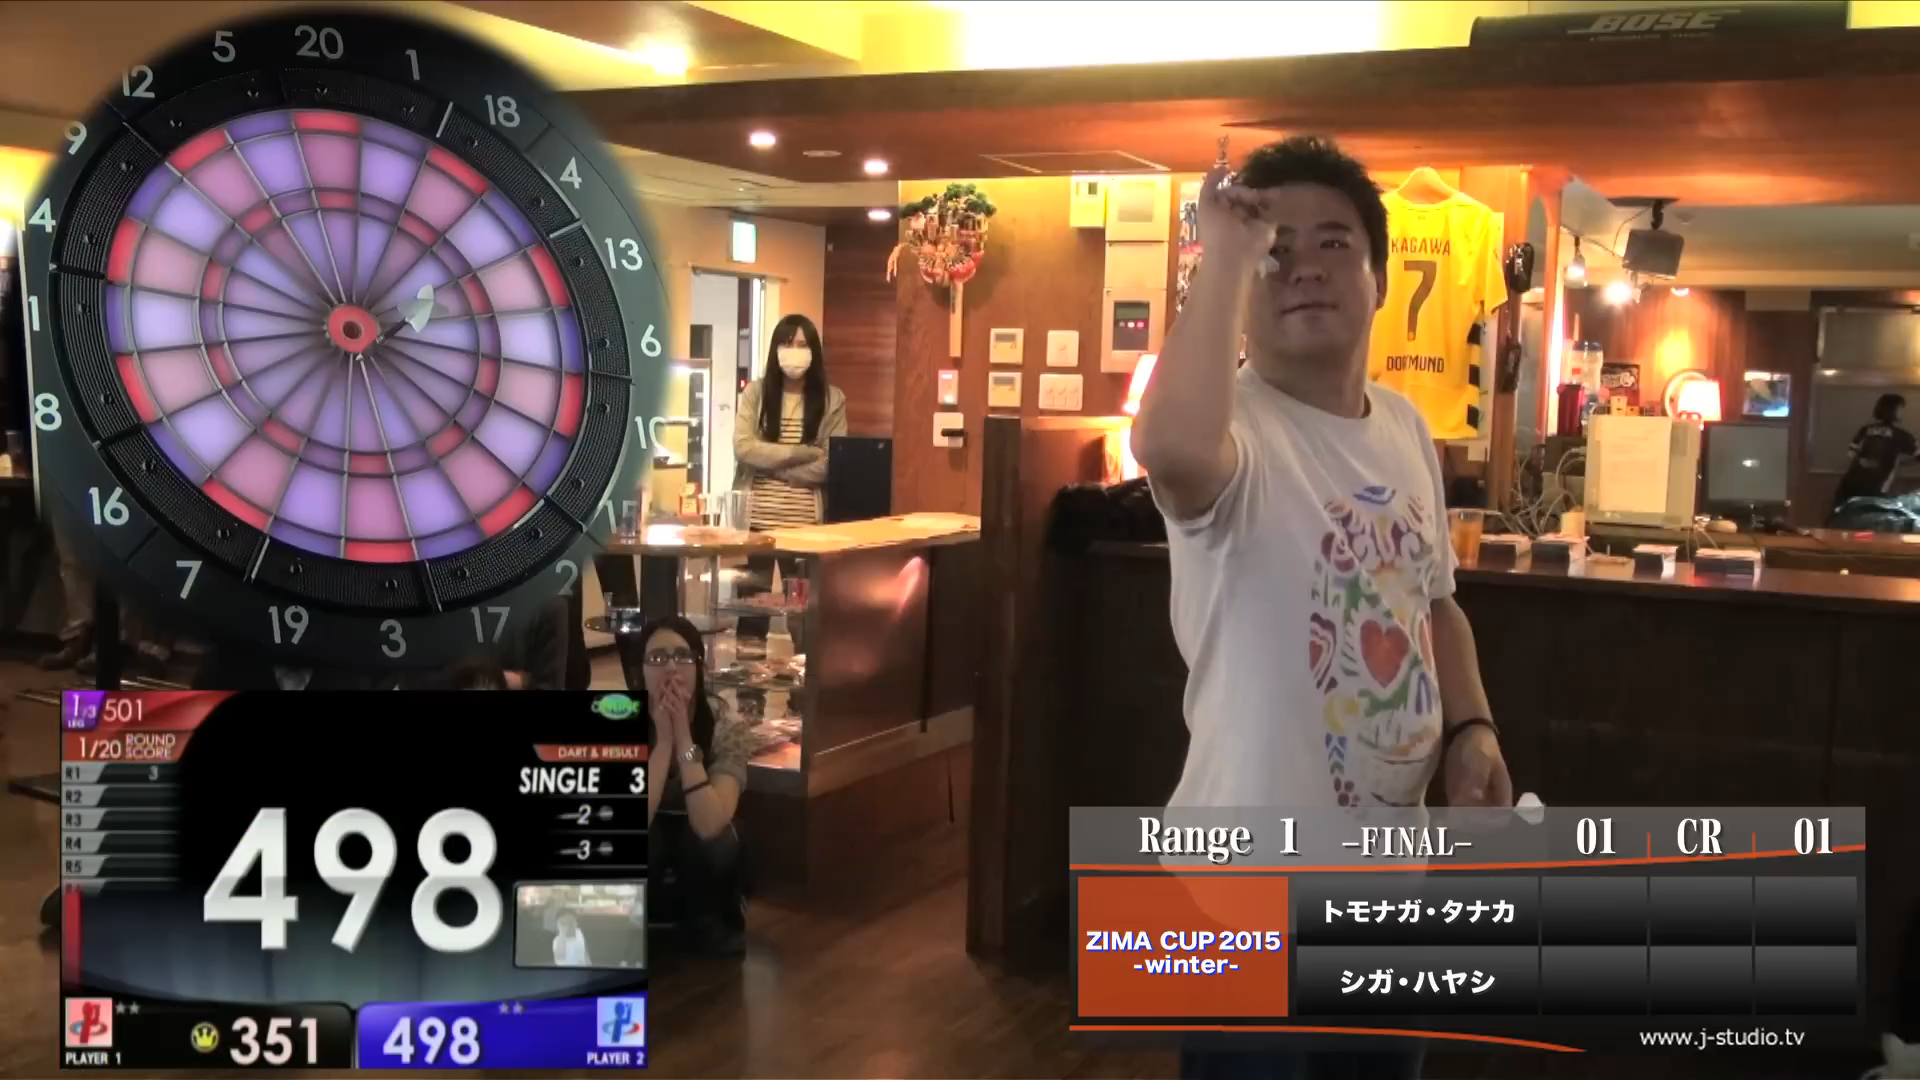 BOSE
5 20 1
12 18
9 4
14 13
11 6
8 10
16 15
7 2
19 3 17
KAGAWA
7
DORTMUND
1/3 LEG 501
ONLINE
1/20 ROUND SCORE
DART & RESULT
R1 3
SINGLE 3
R2
2
R3
R4
3
R5
498
351
498
PLAYER 1
PLAYER 2
Range 1 -FINAL- 01 CR 01
トモナガ・タナカ
ZIMA CUP 2015
-winter-
シガ・ハヤシ
www.j-studio.tv